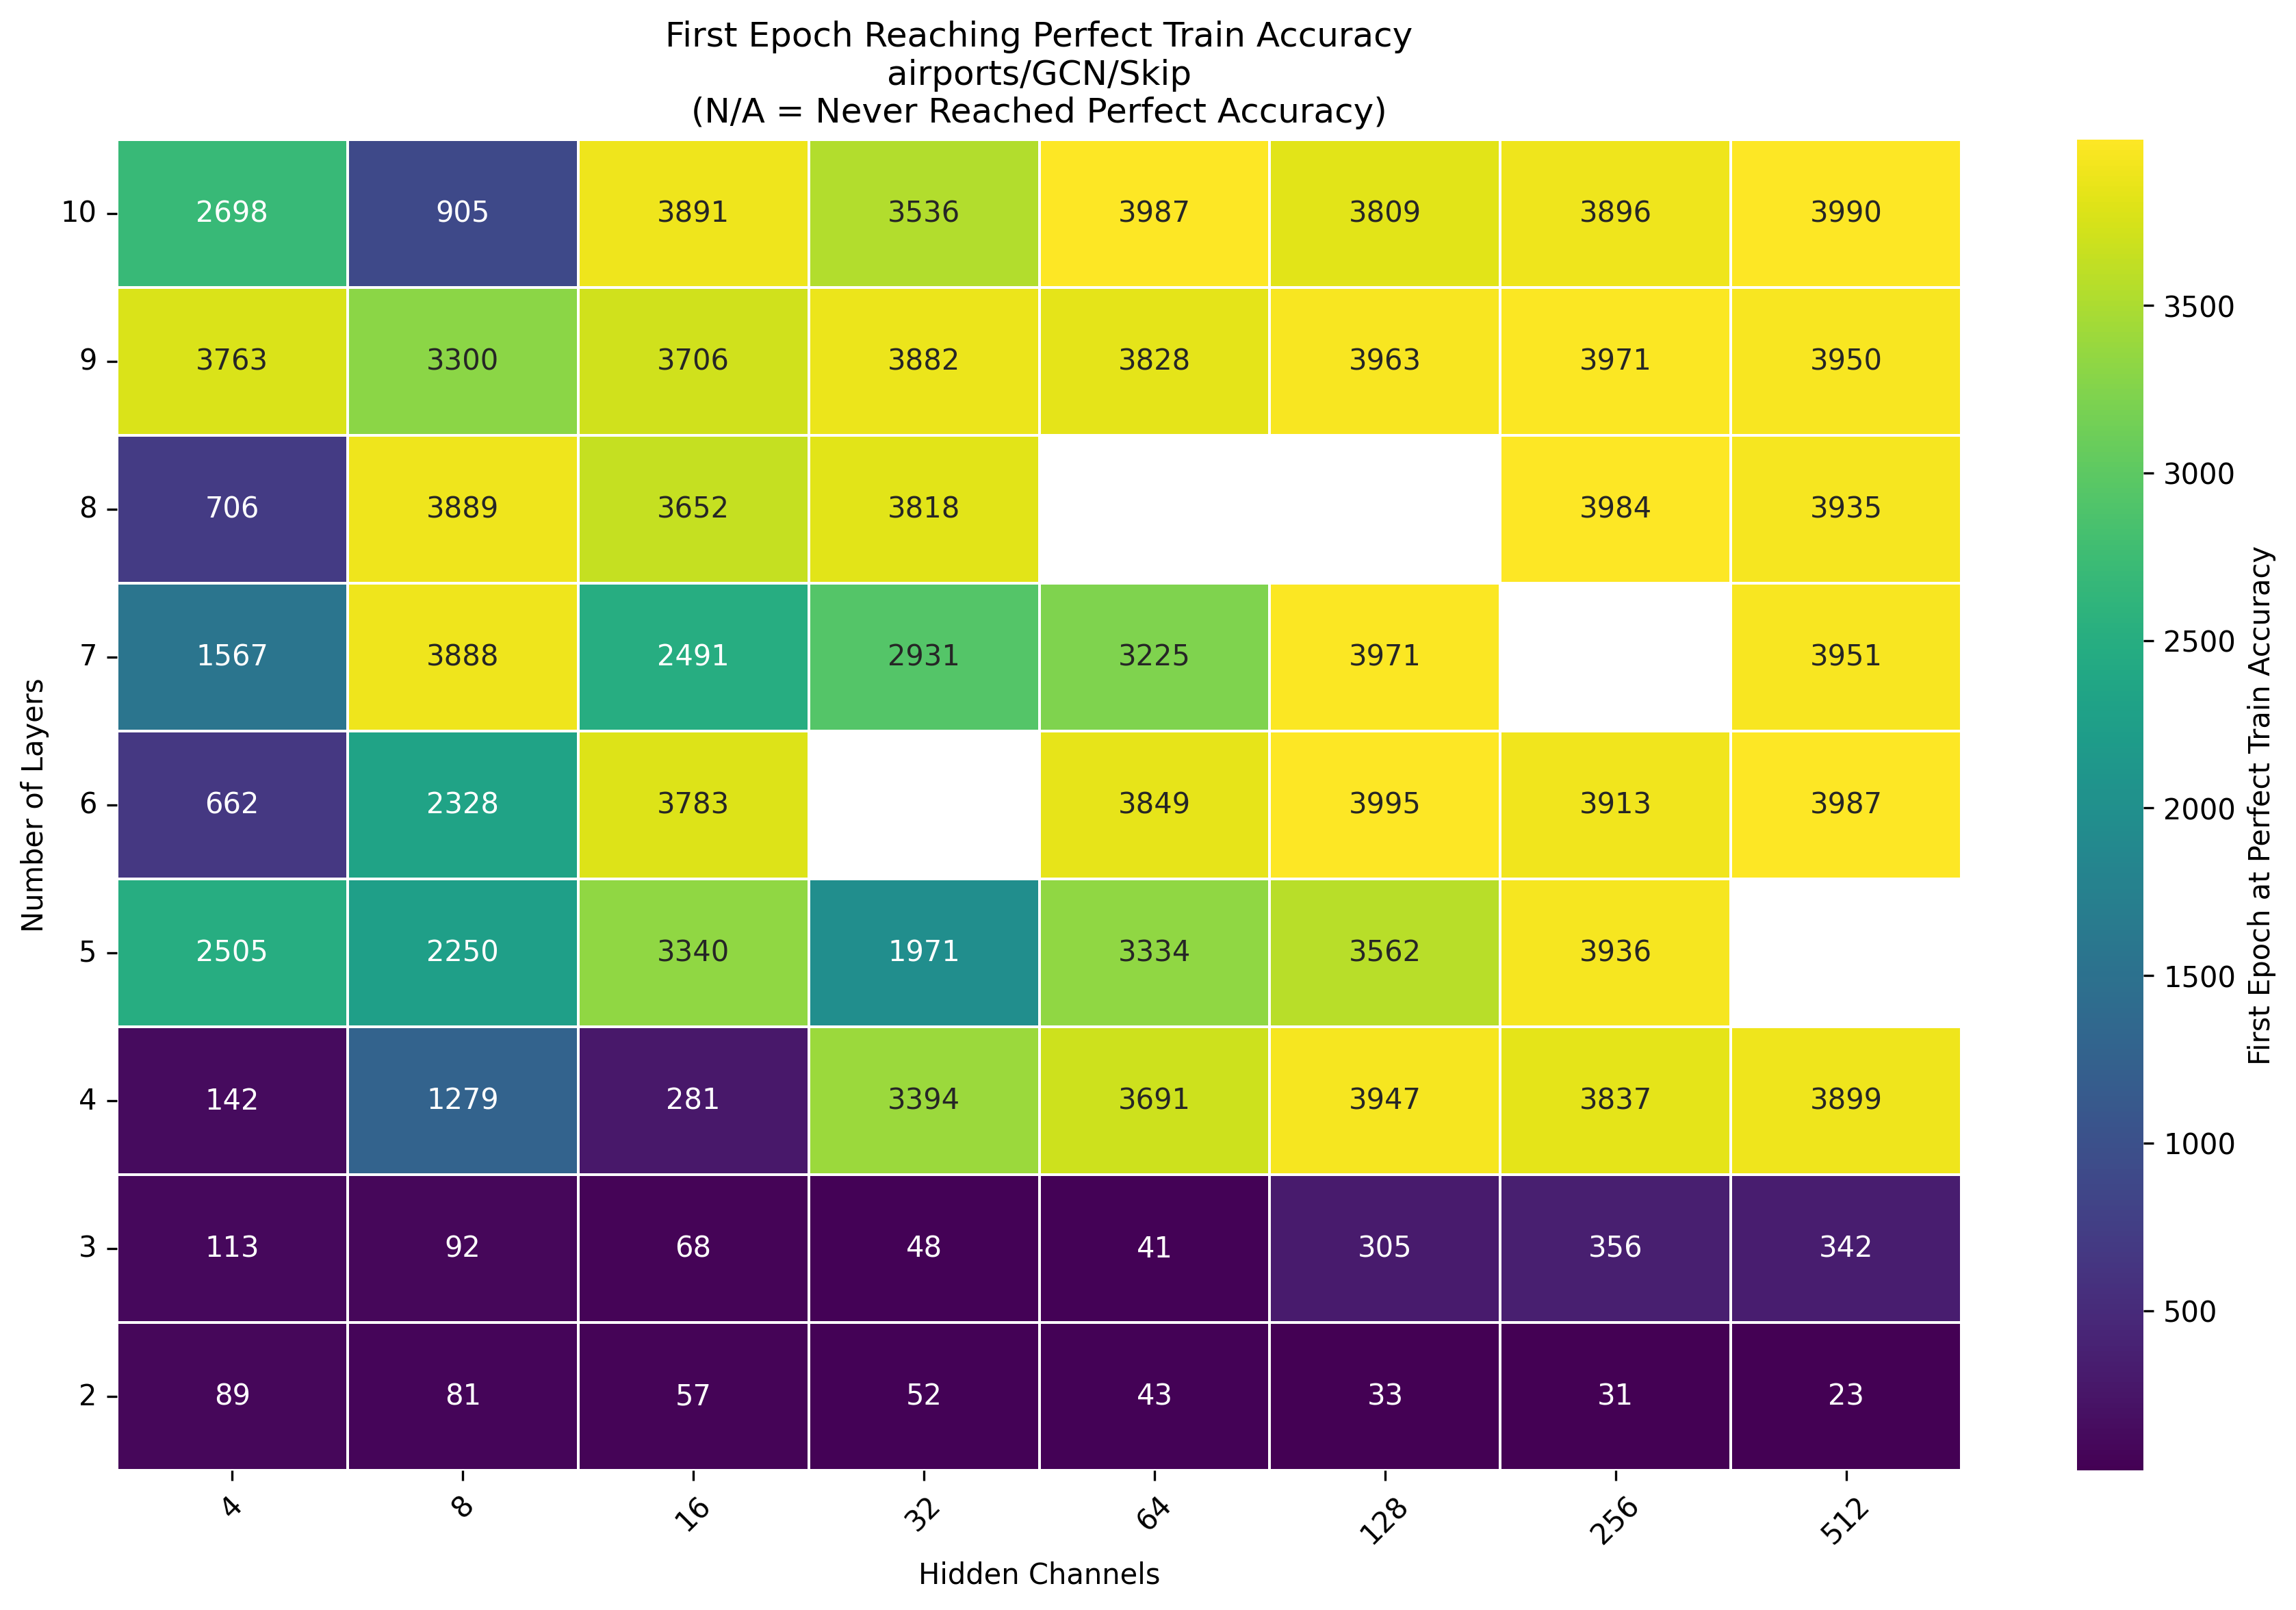 First Epoch Reaching Perfect Train Accuracy
airports/GCN/Skip
(N/A = Never Reached Perfect Accuracy)
10 2698 905 3891 3536 3987 3809 3896 3990
9 3763 3300 3706 3882 3828 3963 3971 3950
8 706 3889 3652 3818 3984 3935
7 1567 3888 2491 2931 3225 3971 3951
6 662 2328 3783 3849 3995 3913 3987
5 2505 2250 3340 1971 3334 3562 3936
4 142 1279 281 3394 3691 3947 3837 3899
3 113 92 68 48 41 305 356 342
2 89 81 57 52 43 33 31 23
4 8 16 32 64 128 256 512
Hidden Channels
Number of Layers
3500
3000
2500
2000
1500
1000
500
First Epoch at Perfect Train Accuracy